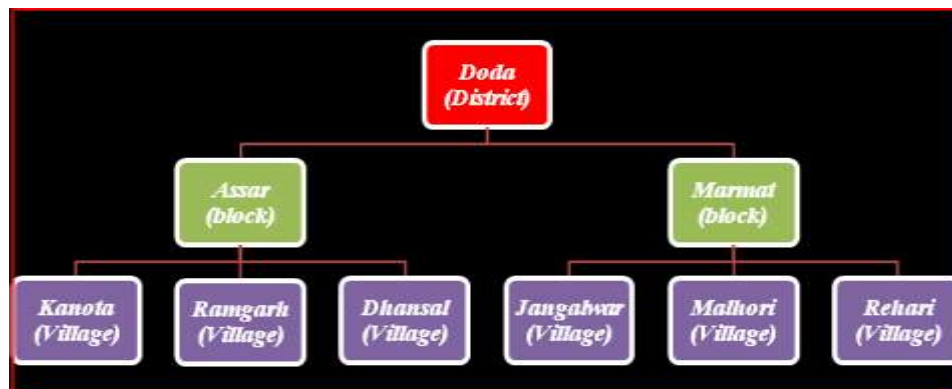 Doda
(District)
Assar
(block)
Marmat
(block)
Kanota
(Village)
Ramgarh
(Village)
Dhansal
(Village)
Jangalwar
(Village)
Malhori
(Village)
Rehari
(Village)